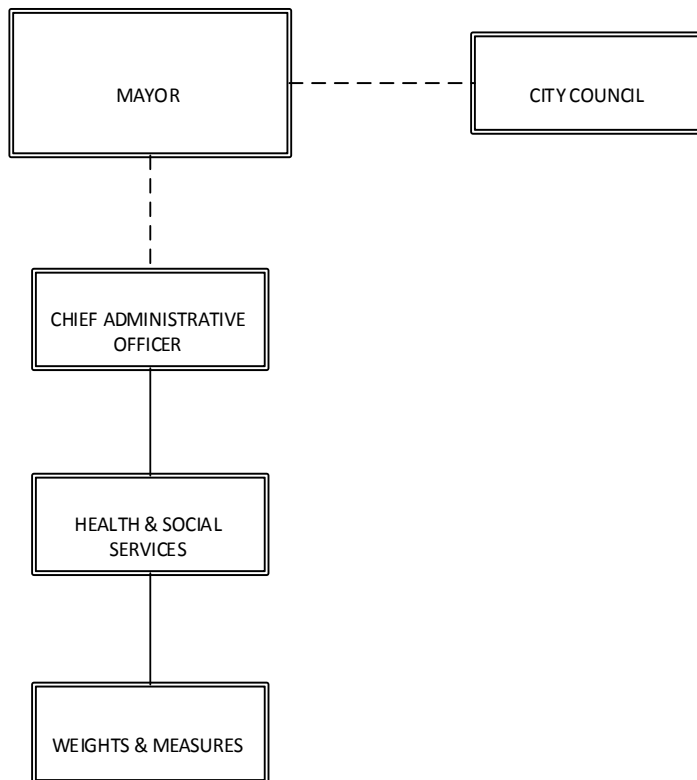 MAYOR
CITY COUNCIL
CHIEF ADMINISTRATIVE
OFFICER
HEALTH & SOCIAL
SERVICES
WEIGHTS & MEASURES